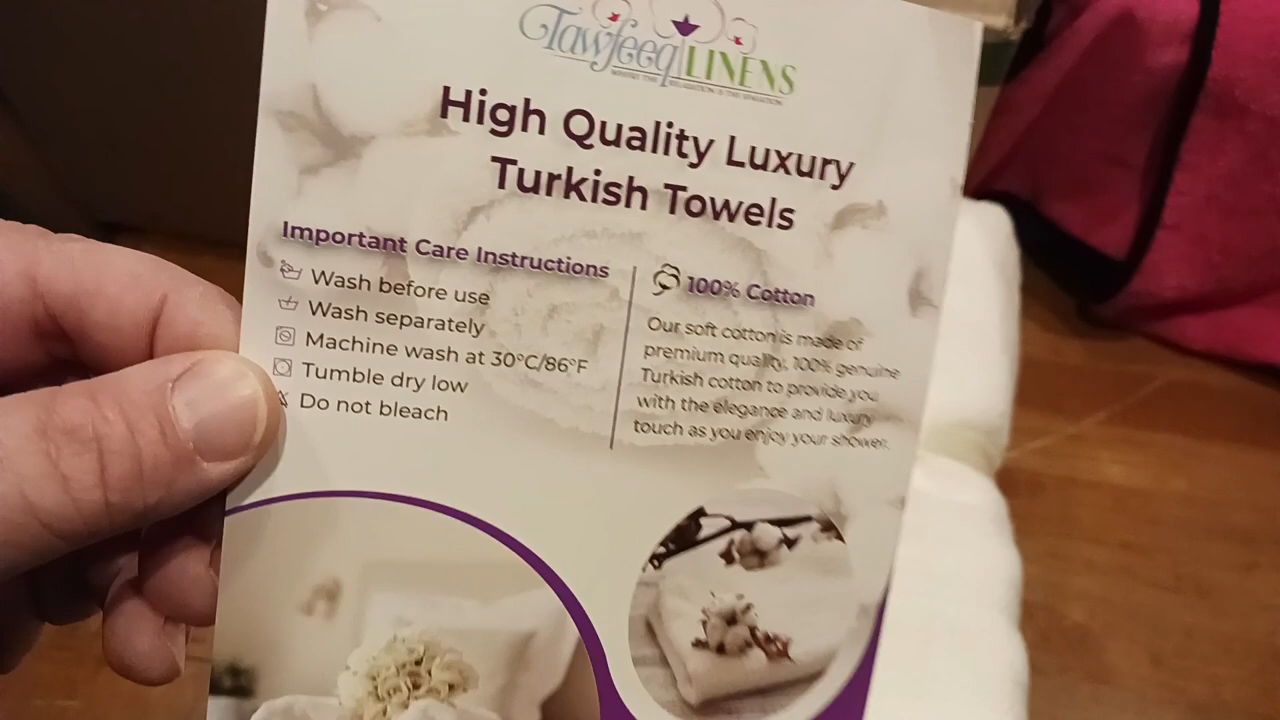 Tawfeeq LINENS
High Quality Luxury
Turkish Towels
Important Care Instructions
Wash before use
Wash separately
Machine wash at 30°C/86°F
Tumble dry low
Do not bleach
100% Cotton
Our soft cotton is made of
premium quality, 100% genuine
Turkish cotton to provide you
with the elegance and luxury
touch as you enjoy your shower.